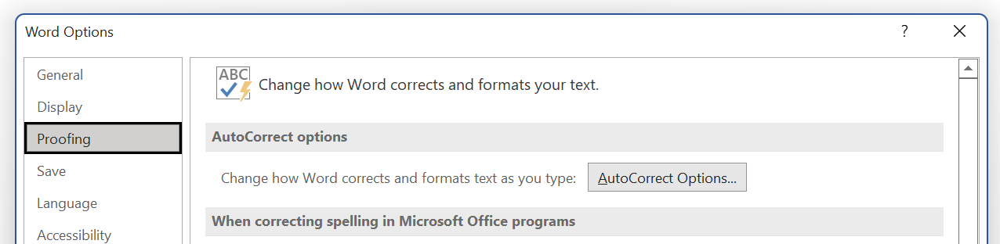 Word Options
?
General
Display
Proofing
Save
Language
Accessibility
ABC
Change how Word corrects and formats your text.
AutoCorrect options
Change how Word corrects and formats text as you type:
AutoCorrect Options...
When correcting spelling in Microsoft Office programs